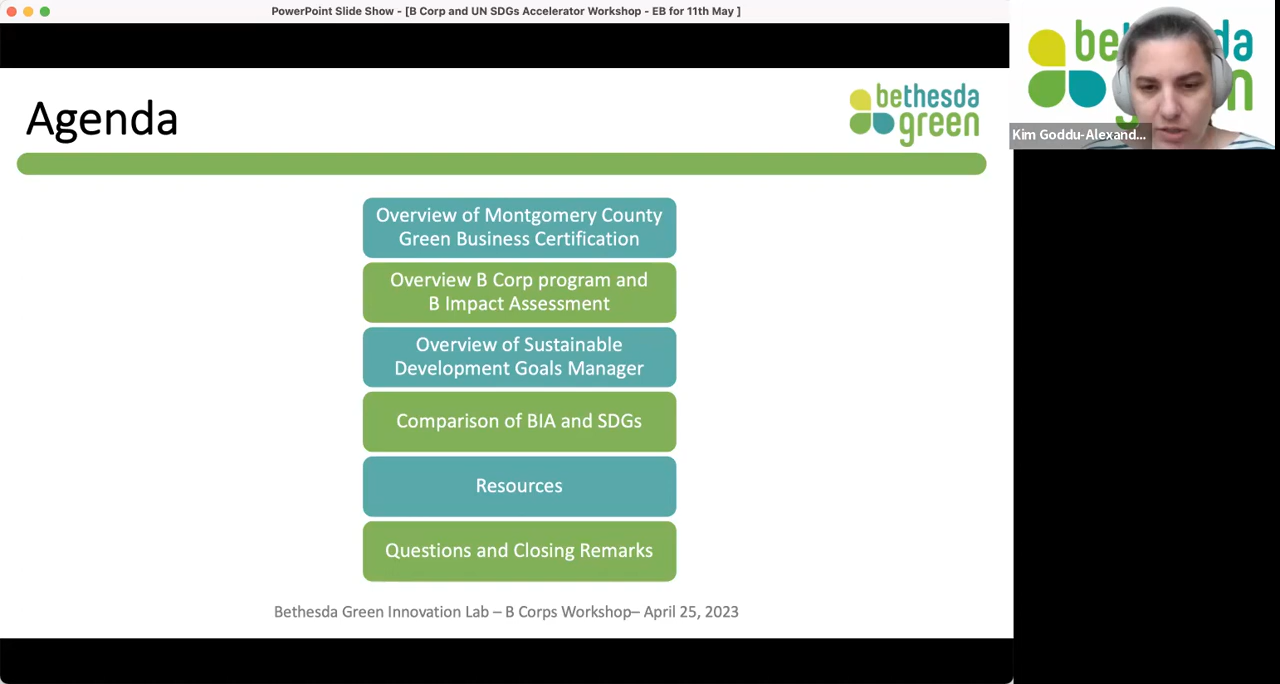 PowerPoint Slide Show - [B Corp and UN SDGs Accelerator Workshop - EB for 11th May ]
Agenda
bethesda
green
Overview of Montgomery County
Green Business Certification
Overview B Corp program and
B Impact Assessment
Overview of Sustainable
Development Goals Manager
Comparison of BIA and SDGs
Resources
Questions and Closing Remarks
Bethesda Green Innovation Lab – B Corps Workshop– April 25, 2023
be da
g n
Kim Goddu-Alexand...